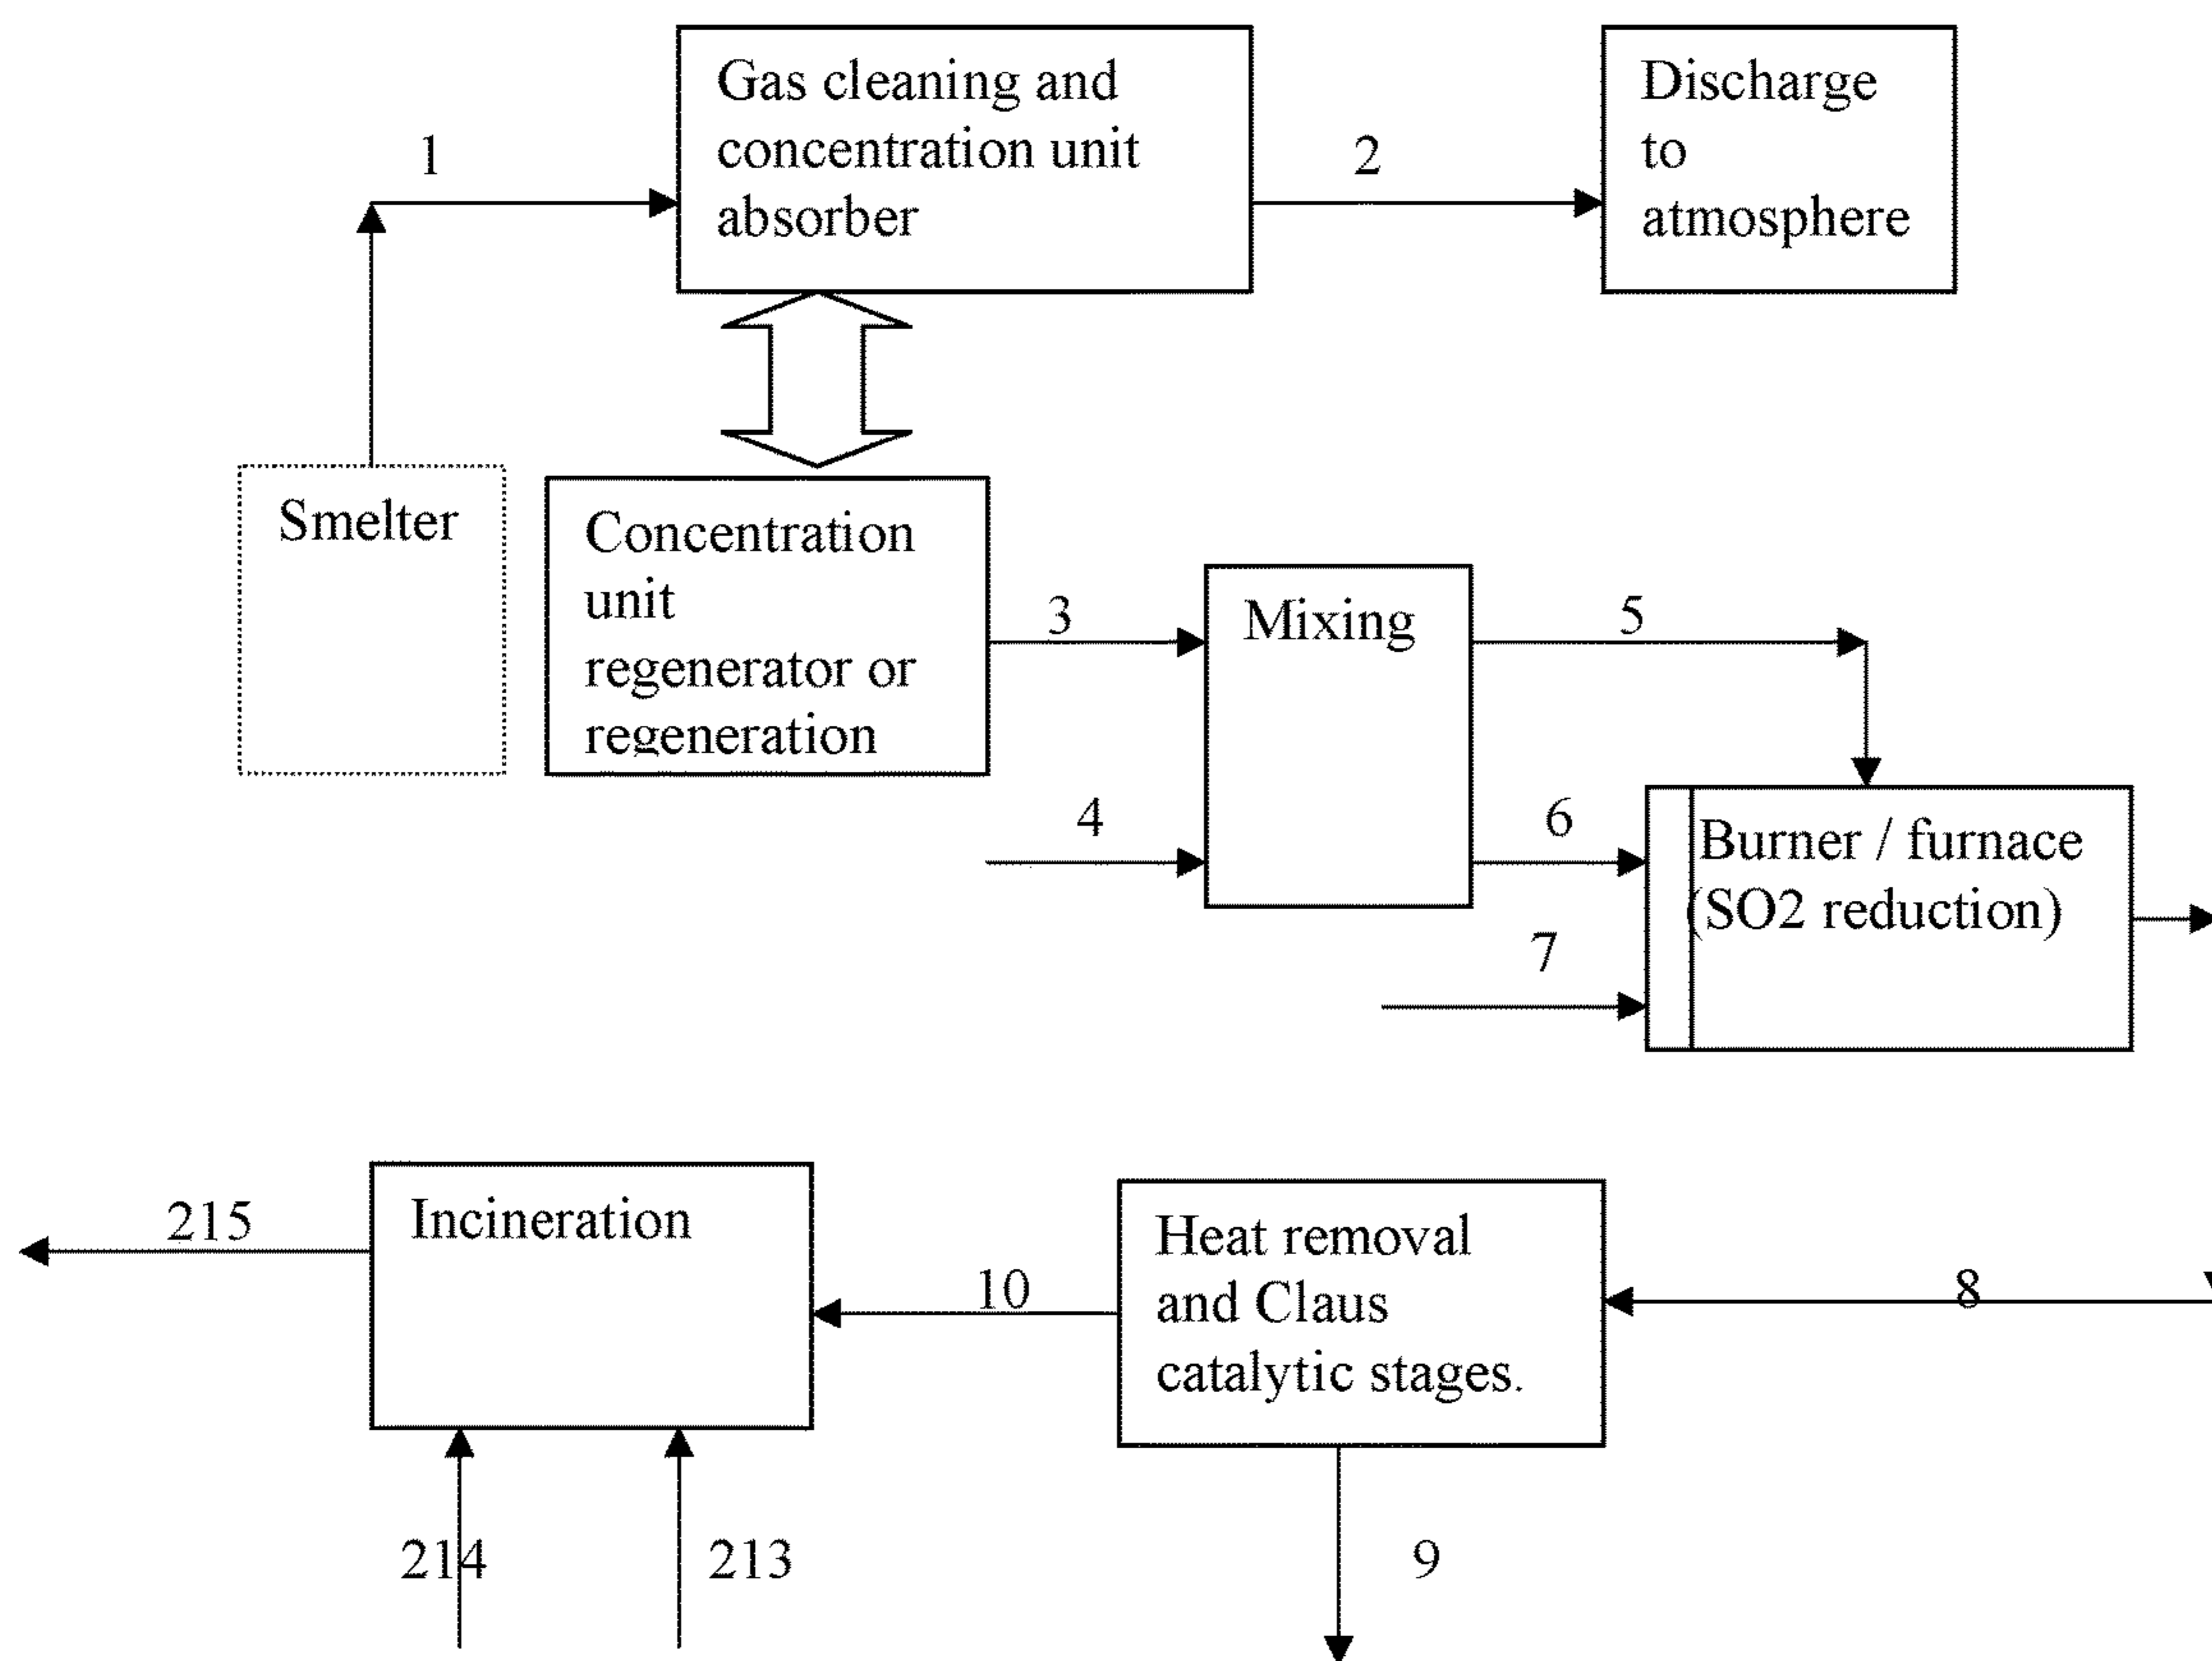 Gas cleaning and
concentration unit
absorber
Discharge
to
atmosphere
1
2
Smelter
Concentration
unit
regenerator or
regeneration
3
Mixing
5
4
6
Burner / furnace
(SO2 reduction)
7
215
Incineration
10
Heat removal
and Claus
catalytic stages.
8
214
213
9